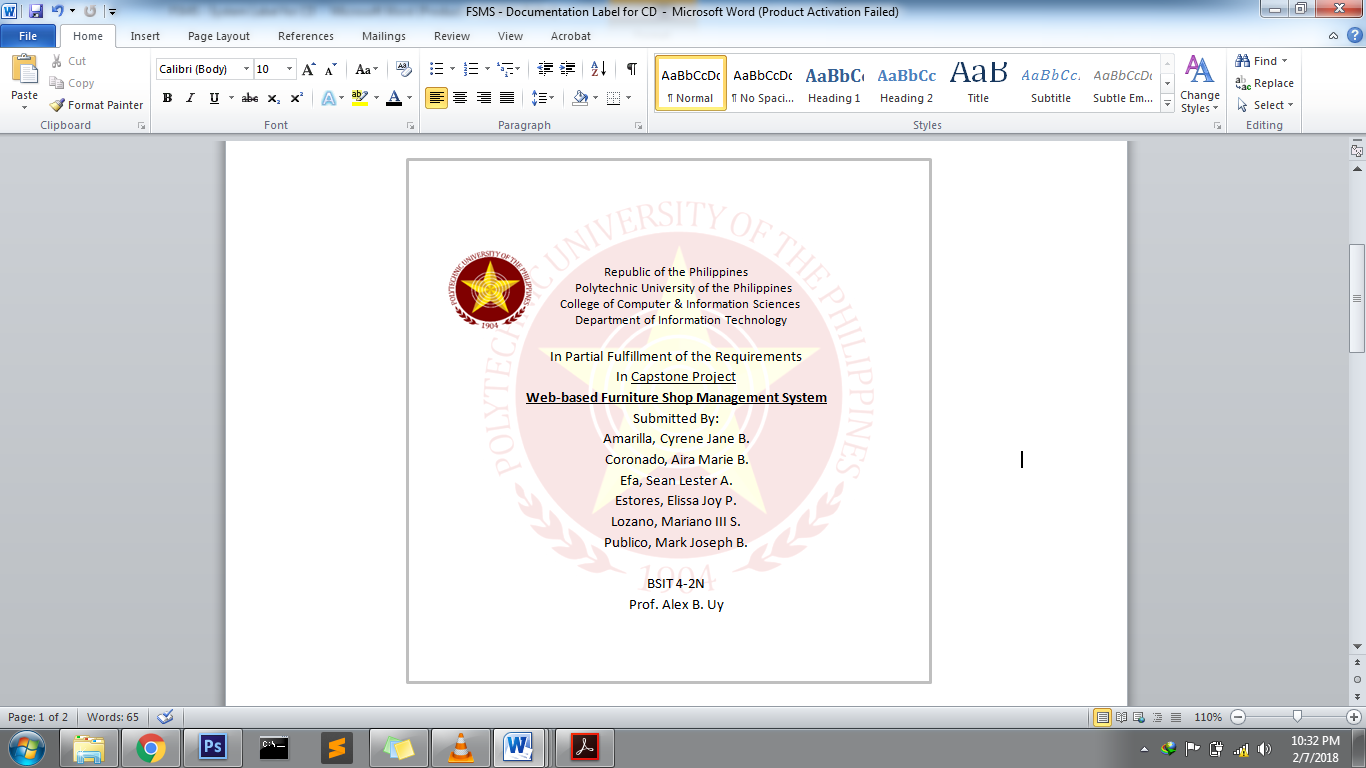 FSMS - Documentation Label for CD - Microsoft Word (Product Activation Failed)
File Home Insert Page Layout References Mailings Review View Acrobat
Paste
Cut
Copy
Format Painter
Clipboard
Calibri (Body) 10
Font
Paragraph
AaBbCcDc AaBbCcDc AaBbCc AaBbCc AaB AaBbCc. AaBbCcDc
¶ Normal ¶ No Spaci... Heading 1 Heading 2 Title Subtitle Subtle Em...
Styles
Change Styles
Find
Replace
Select
Editing
POLYTECHNIC UNIVERSITY OF THE PHILIPPINES
1904
POLYTECHNIC UNIVERSITY OF THE PHILIPPINES
1904
Republic of the Philippines
Polytechnic University of the Philippines
College of Computer & Information Sciences
Department of Information Technology
In Partial Fulfillment of the Requirements
In Capstone Project
Web-based Furniture Shop Management System
Submitted By:
Amarilla, Cyrene Jane B.
Coronado, Aira Marie B.
Efa, Sean Lester A.
Estores, Elissa Joy P.
Lozano, Mariano III S.
Publico, Mark Joseph B.
BSIT 4-2N
Prof. Alex B. Uy
Page: 1 of 2 Words: 65 110%
10:32 PM
2/7/2018